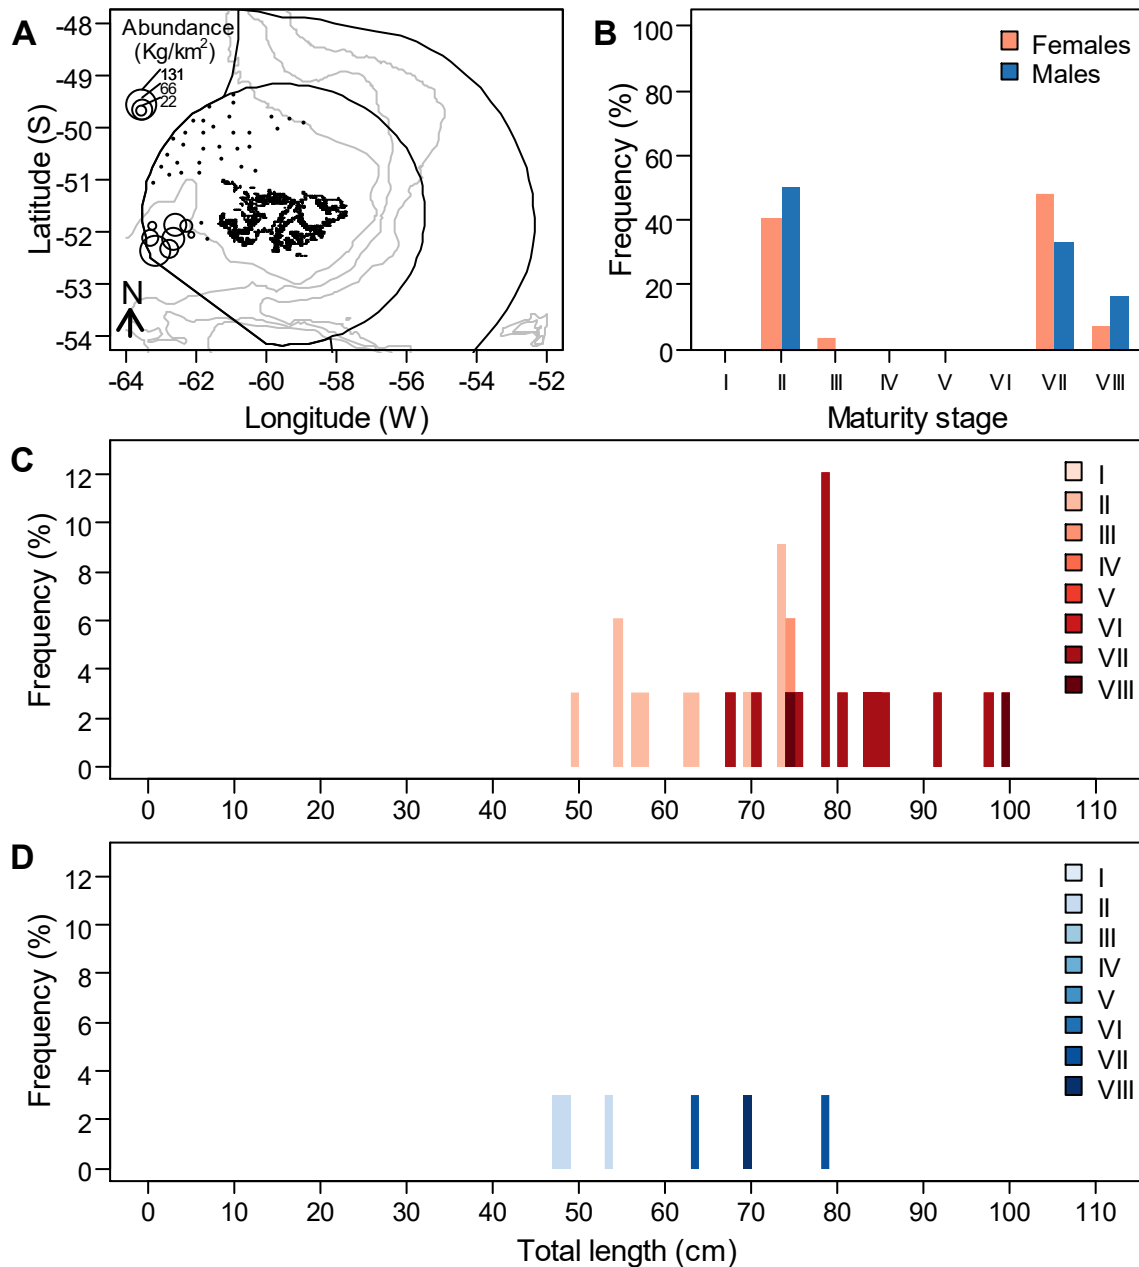 A
Abundance
(Kg/km²)
131
66
22
N
-48
-49
-50
-51
-52
-53
-54
Latitude (S)
-64 -62 -60 -58 -56 -54 -52
Longitude (W)
B
Females
Males
100
80
60
40
20
0
Frequency (%)
I II III IV V VI VII VIII
Maturity stage
C
I
II
III
IV
V
VI
VII
VIII
12
10
8
6
4
2
0
Frequency (%)
0 10 20 30 40 50 60 70 80 90 100 110
D
I
II
III
IV
V
VI
VII
VIII
12
10
8
6
4
2
0
Frequency (%)
0 10 20 30 40 50 60 70 80 90 100 110
Total length (cm)